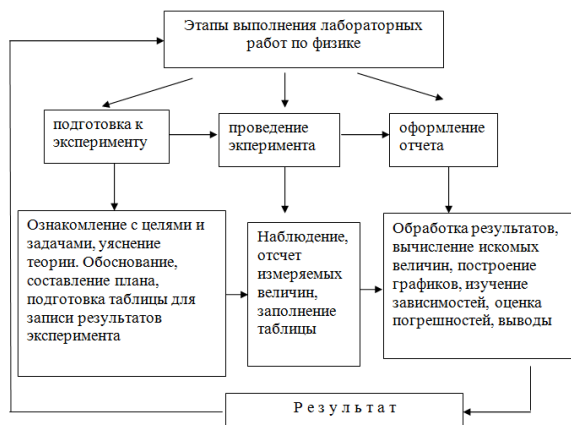 Этапы выполнения лабораторных
работ по физике
подготовка к
эксперименту
проведение
экперимента
оформление
отчета
Ознакомление с целями и
задачами, уяснение
теории. Обоснование,
составление плана,
подготовка таблицы для
записи результатов
эксперимента
Наблюдение,
отсчет
измеряемых
величин,
заполнение
таблицы
Обработка результатов,
вычисление искомых
величин, построение
графиков, изучение
зависимостей, оценка
погрешностей, выводы
Р е з у л ь т а т